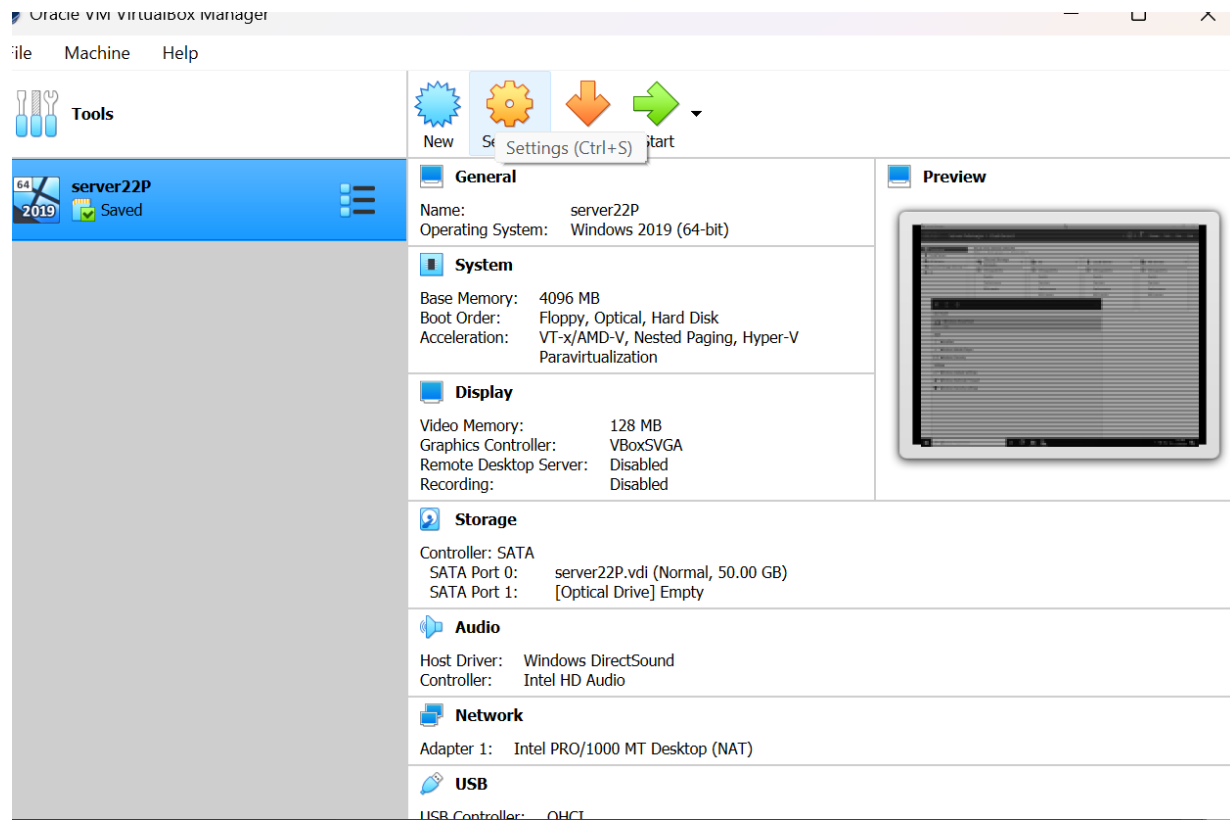 Oracle VM VirtualBox Manager
ile Machine Help
Tools
New
Se
Settings (Ctrl+S)
tart
64
2019
server22P
Saved
General
Name: server22P
Operating System: Windows 2019 (64-bit)
Preview
System
Base Memory: 4096 MB
Boot Order: Floppy, Optical, Hard Disk
Acceleration: VT-x/AMD-V, Nested Paging, Hyper-V
Paravirtualization
Display
Video Memory: 128 MB
Graphics Controller: VBoxSVGA
Remote Desktop Server: Disabled
Recording: Disabled
Storage
Controller: SATA
SATA Port 0: server22P.vdi (Normal, 50.00 GB)
SATA Port 1: [Optical Drive] Empty
Audio
Host Driver: Windows DirectSound
Controller: Intel HD Audio
Network
Adapter 1: Intel PRO/1000 MT Desktop (NAT)
USB
USB Controller: OHCI